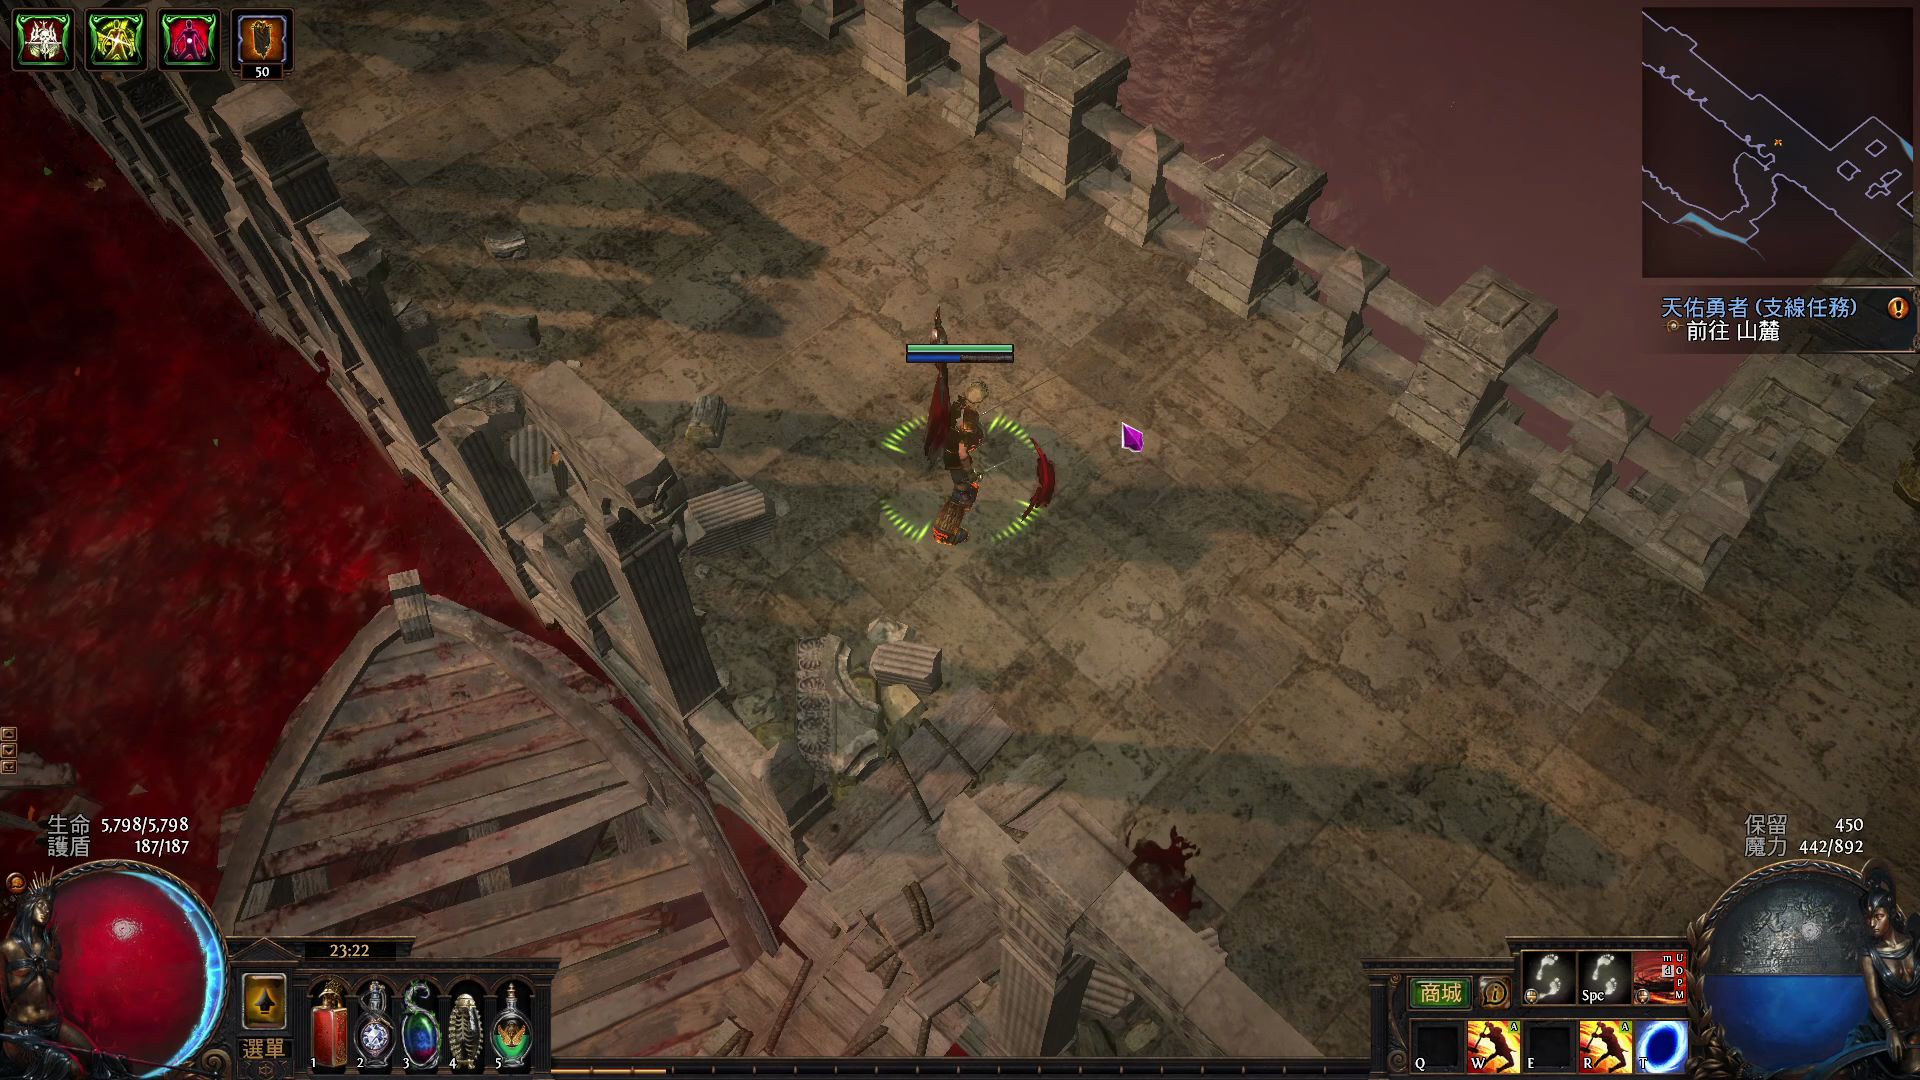 50
天佑勇者 (支線任務)
前往 山麓
生命 5,798/5,798
護盾 187/187
保留 450
魔力 442/892
23:22
選單
1 2 3 4 5
商城
Spc
m U
d O
P
M
Q W A E R A T